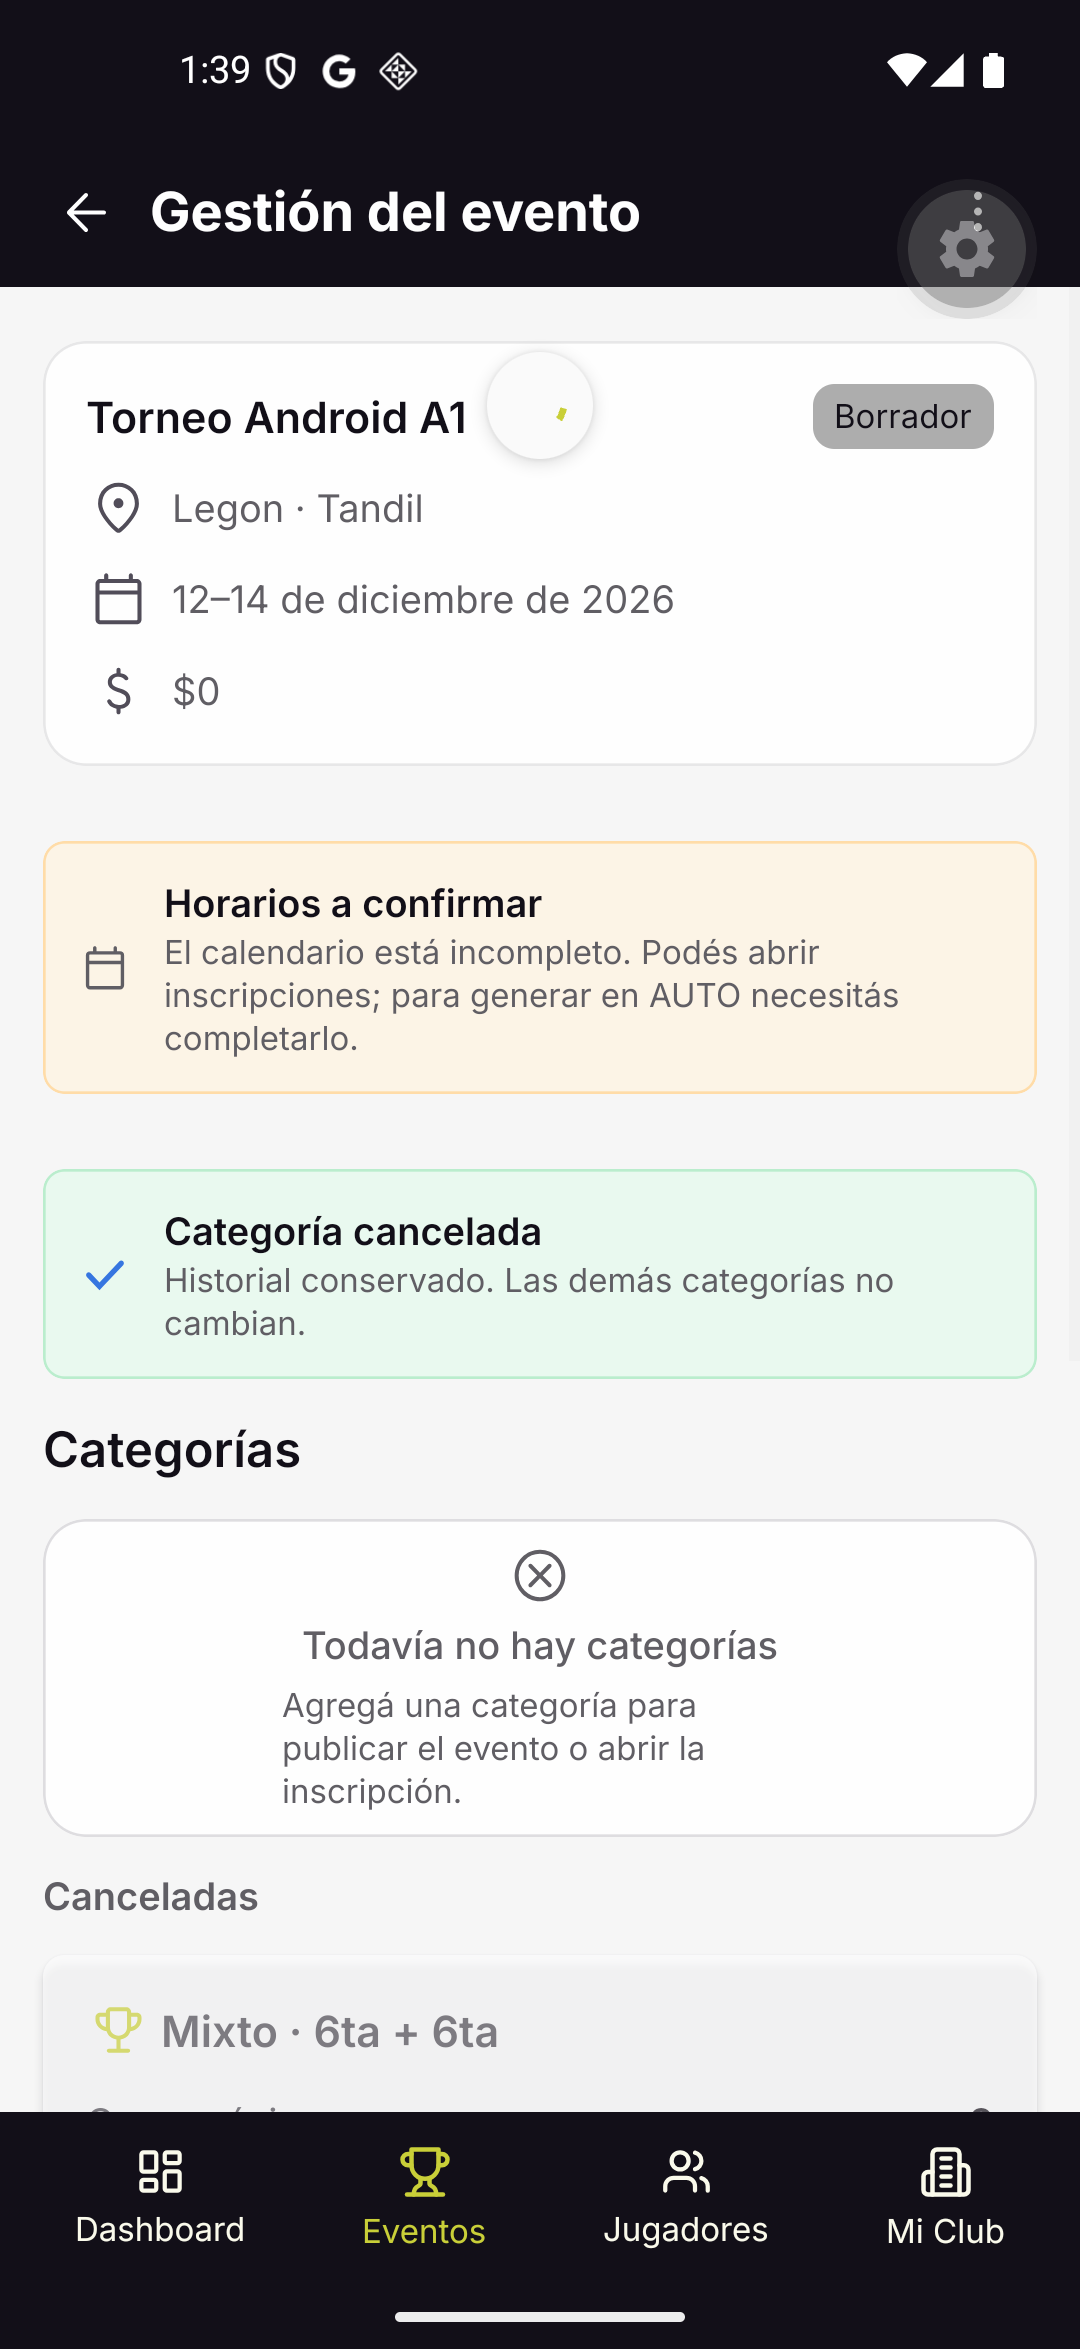 1:39
Gestión del evento
Torneo Android A1
Borrador
Legon · Tandil
12–14 de diciembre de 2026
$0
Horarios a confirmar
El calendario está incompleto. Podés abrir
inscripciones; para generar en AUTO necesitás
completarlo.
Categoría cancelada
Historial conservado. Las demás categorías no
cambian.
Categorías
Todavía no hay categorías
Agregá una categoría para
publicar el evento o abrir la
inscripción.
Canceladas
Mixto · 6ta + 6ta
Dashboard
Eventos
Jugadores
Mi Club